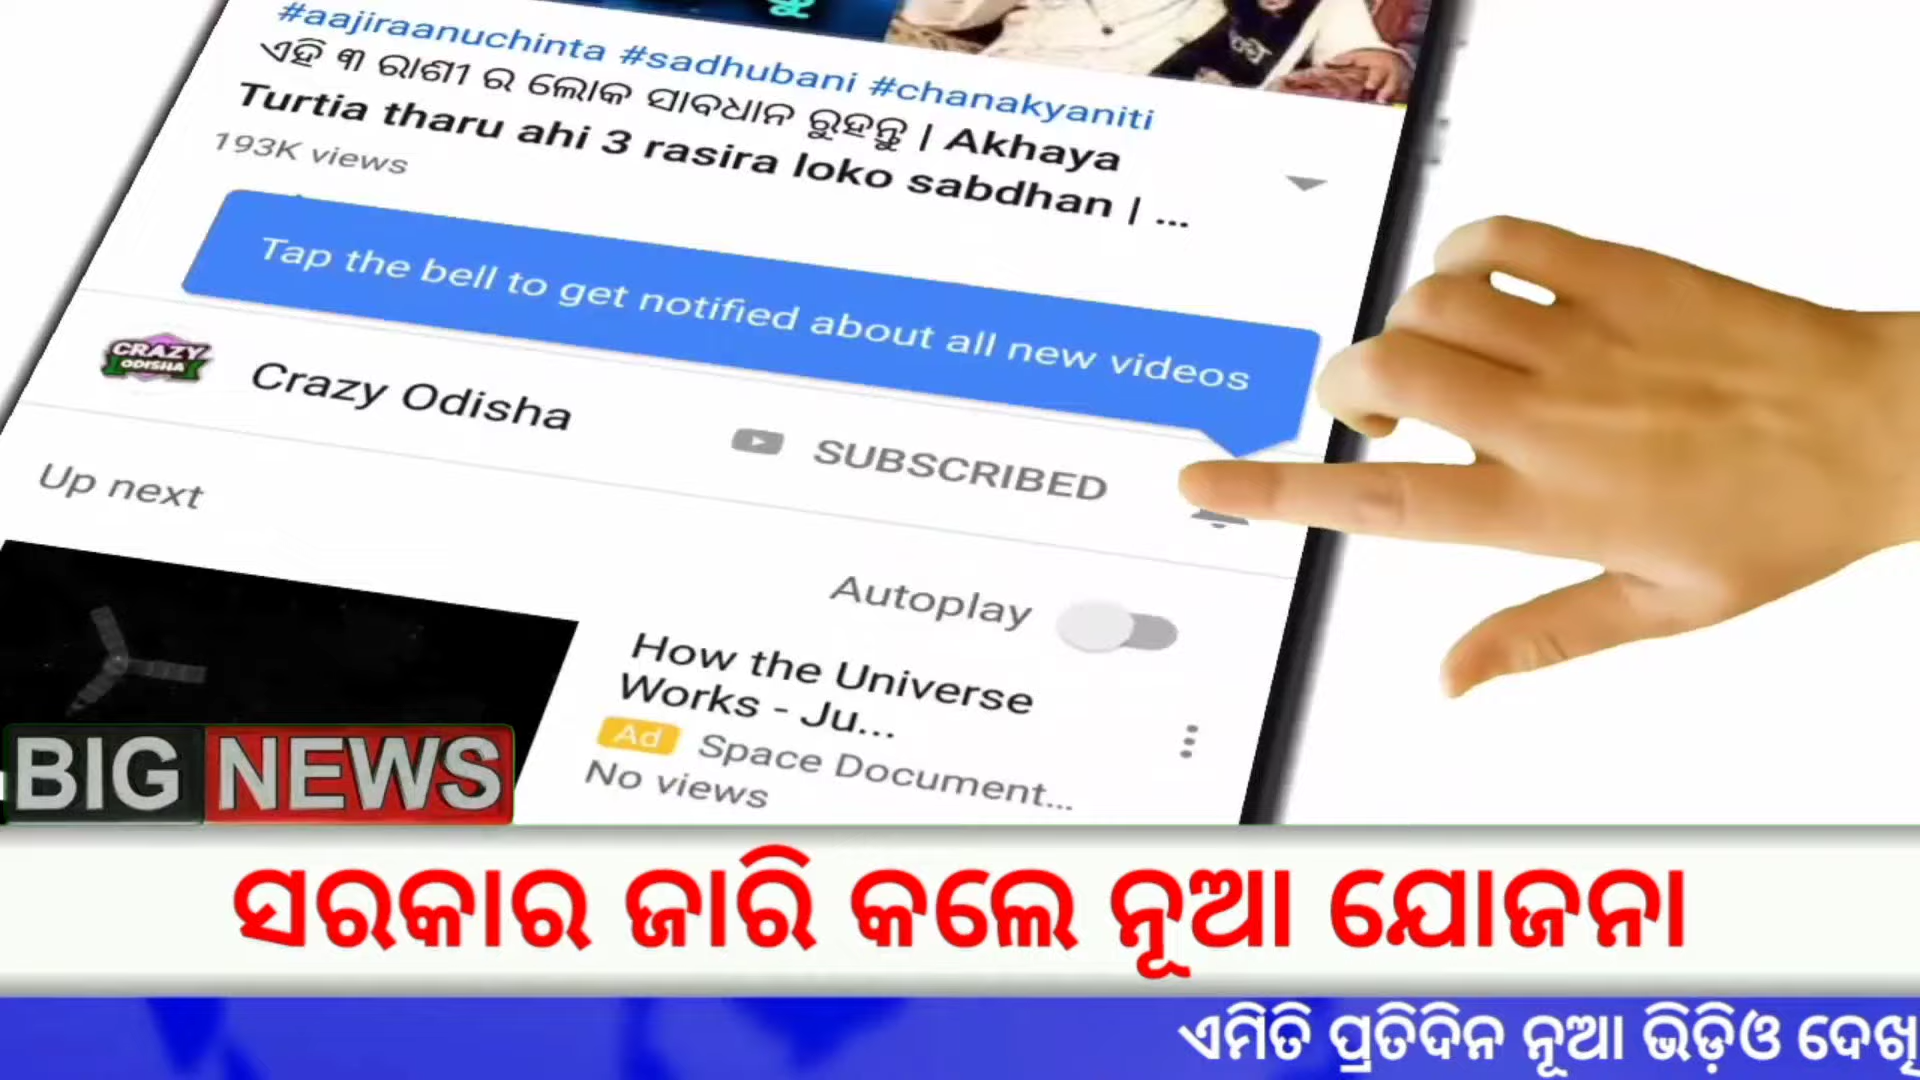 #aajiraanuchinta #sadhubani #chanakyaniti
ଏହି ୩ ରାଶୀ ର ଲୋକ ସାବଧାନ ରୁହନ୍ତୁ | Akhaya
Turtia tharu ahi 3 rasira loko sabdhan | ...
193K views
Tap the bell to get notified about all new videos
CRAZY
ODISHA
Crazy Odisha
SUBSCRIBED
Up next
Autoplay
How the Universe
Works - Ju...
Ad Space Document...
No views
BIG NEWS
ସରକାର ଜାରି କଲେ ନୂଆ ଯୋଜନା
ଏମିତି ପ୍ରତିଦିନ ନୂଆ ଭିଡ଼ିଓ ଦେଖି